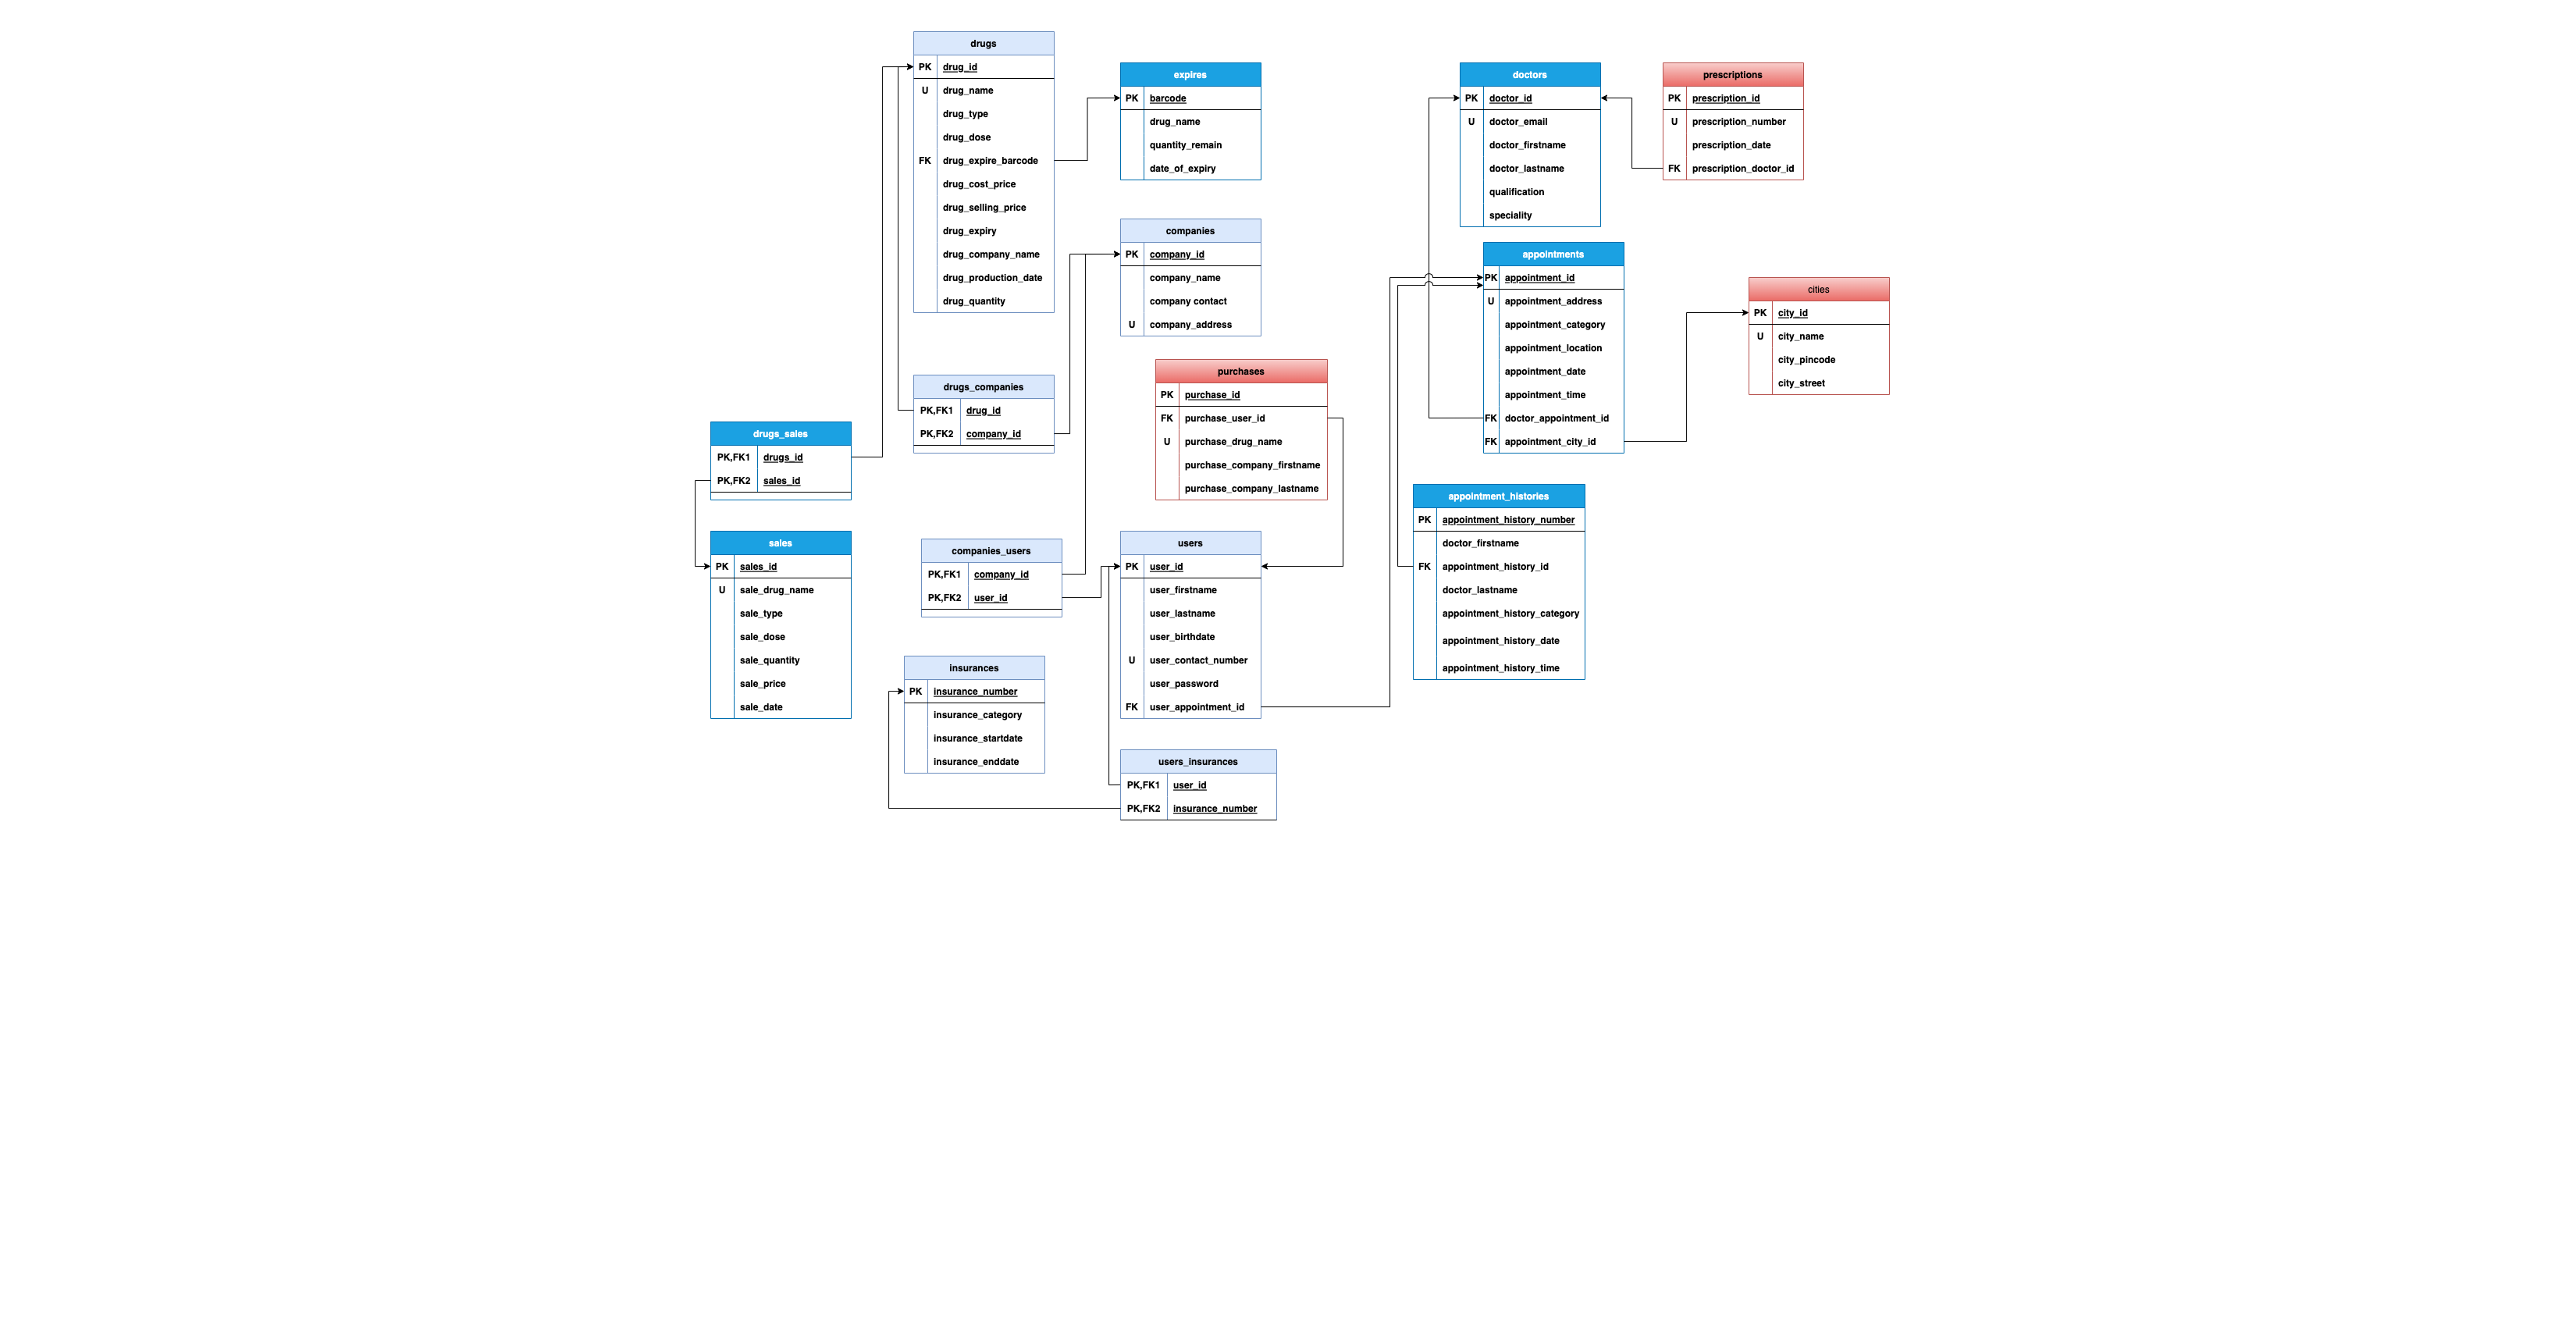 drugs
PK drug_id
U drug_name
drug_type
drug_dose
FK drug_expire_barcode
drug_cost_price
drug_selling_price
drug_expiry
drug_company_name
drug_production_date
drug_quantity
expires
PK barcode
drug_name
quantity_remain
date_of_expiry
doctors
PK doctor_id
U doctor_email
doctor_firstname
doctor_lastname
qualification
speciality
prescriptions
PK prescription_id
U prescription_number
prescription_date
FK prescription_doctor_id
companies
PK company_id
company_name
company contact
U company_address
appointments
PK appointment_id
U appointment_address
appointment_category
appointment_location
appointment_date
appointment_time
FK doctor_appointment_id
FK appointment_city_id
cities
PK city_id
U city_name
city_pincode
city_street
drugs_companies
PK,FK1 drug_id
PK,FK2 company_id
purchases
PK purchase_id
FK purchase_user_id
U purchase_drug_name
purchase_company_firstname
purchase_company_lastname
drugs_sales
PK,FK1 drugs_id
PK,FK2 sales_id
sales
PK sales_id
U sale_drug_name
sale_type
sale_dose
sale_quantity
sale_price
sale_date
companies_users
PK,FK1 company_id
PK,FK2 user_id
users
PK user_id
user_firstname
user_lastname
user_birthdate
U user_contact_number
user_password
FK user_appointment_id
appointment_histories
PK appointment_history_number
doctor_firstname
FK appointment_history_id
doctor_lastname
appointment_history_category
appointment_history_date
appointment_history_time
insurances
PK insurance_number
insurance_category
insurance_startdate
insurance_enddate
users_insurances
PK,FK1 user_id
PK,FK2 insurance_number